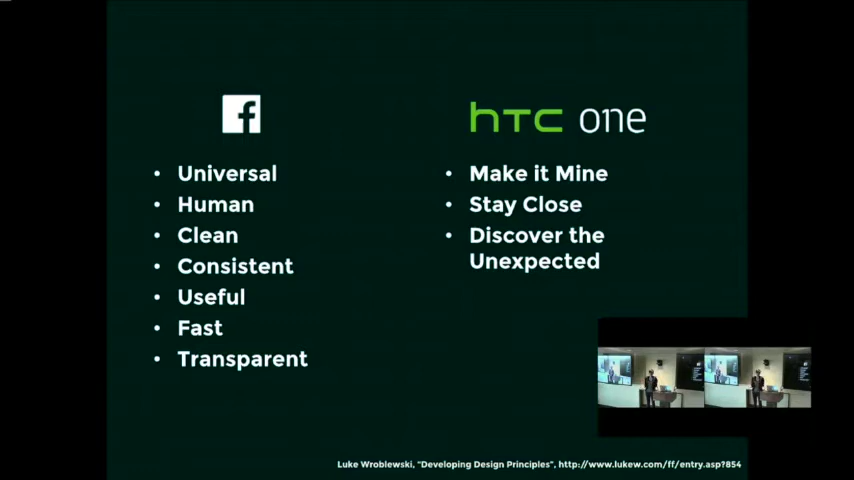 f
hTC one
• Universal
• Human
• Clean
• Consistent
• Useful
• Fast
• Transparent
• Make it Mine
• Stay Close
• Discover the
Unexpected
Luke Wroblewski, "Developing Design Principles", http://www.lukew.com/ff/entry.asp?854